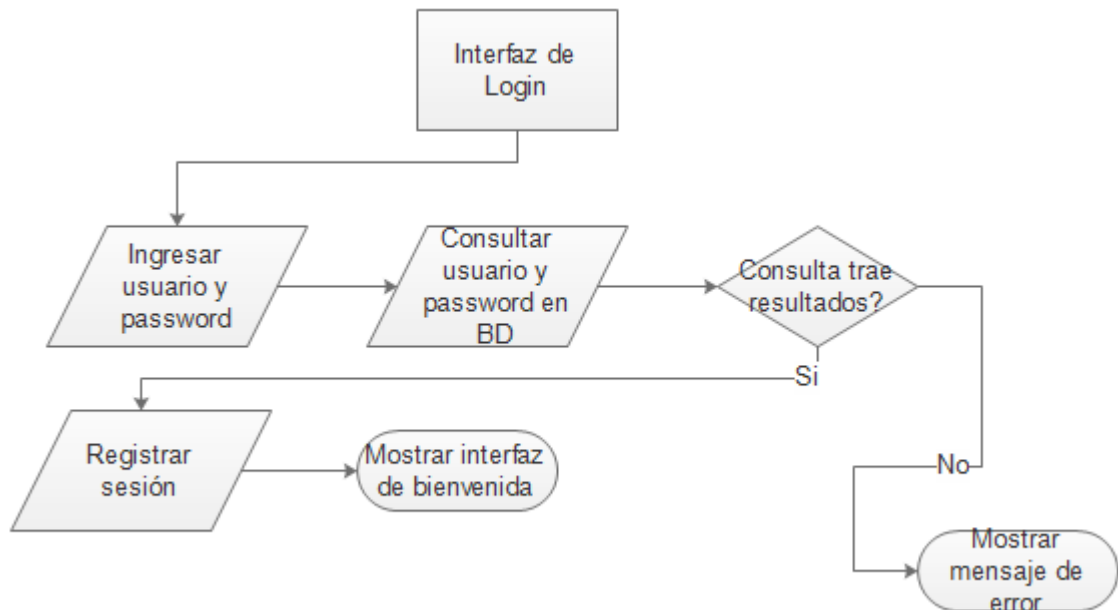 Interfaz de
Login
Ingresar
usuario y
password
Consultar
usuario y
password en
BD
Consulta trae
resultados?
Si
Registrar
sesión
Mostrar interfaz
de bienvenida
No
Mostrar
mensaje de
error